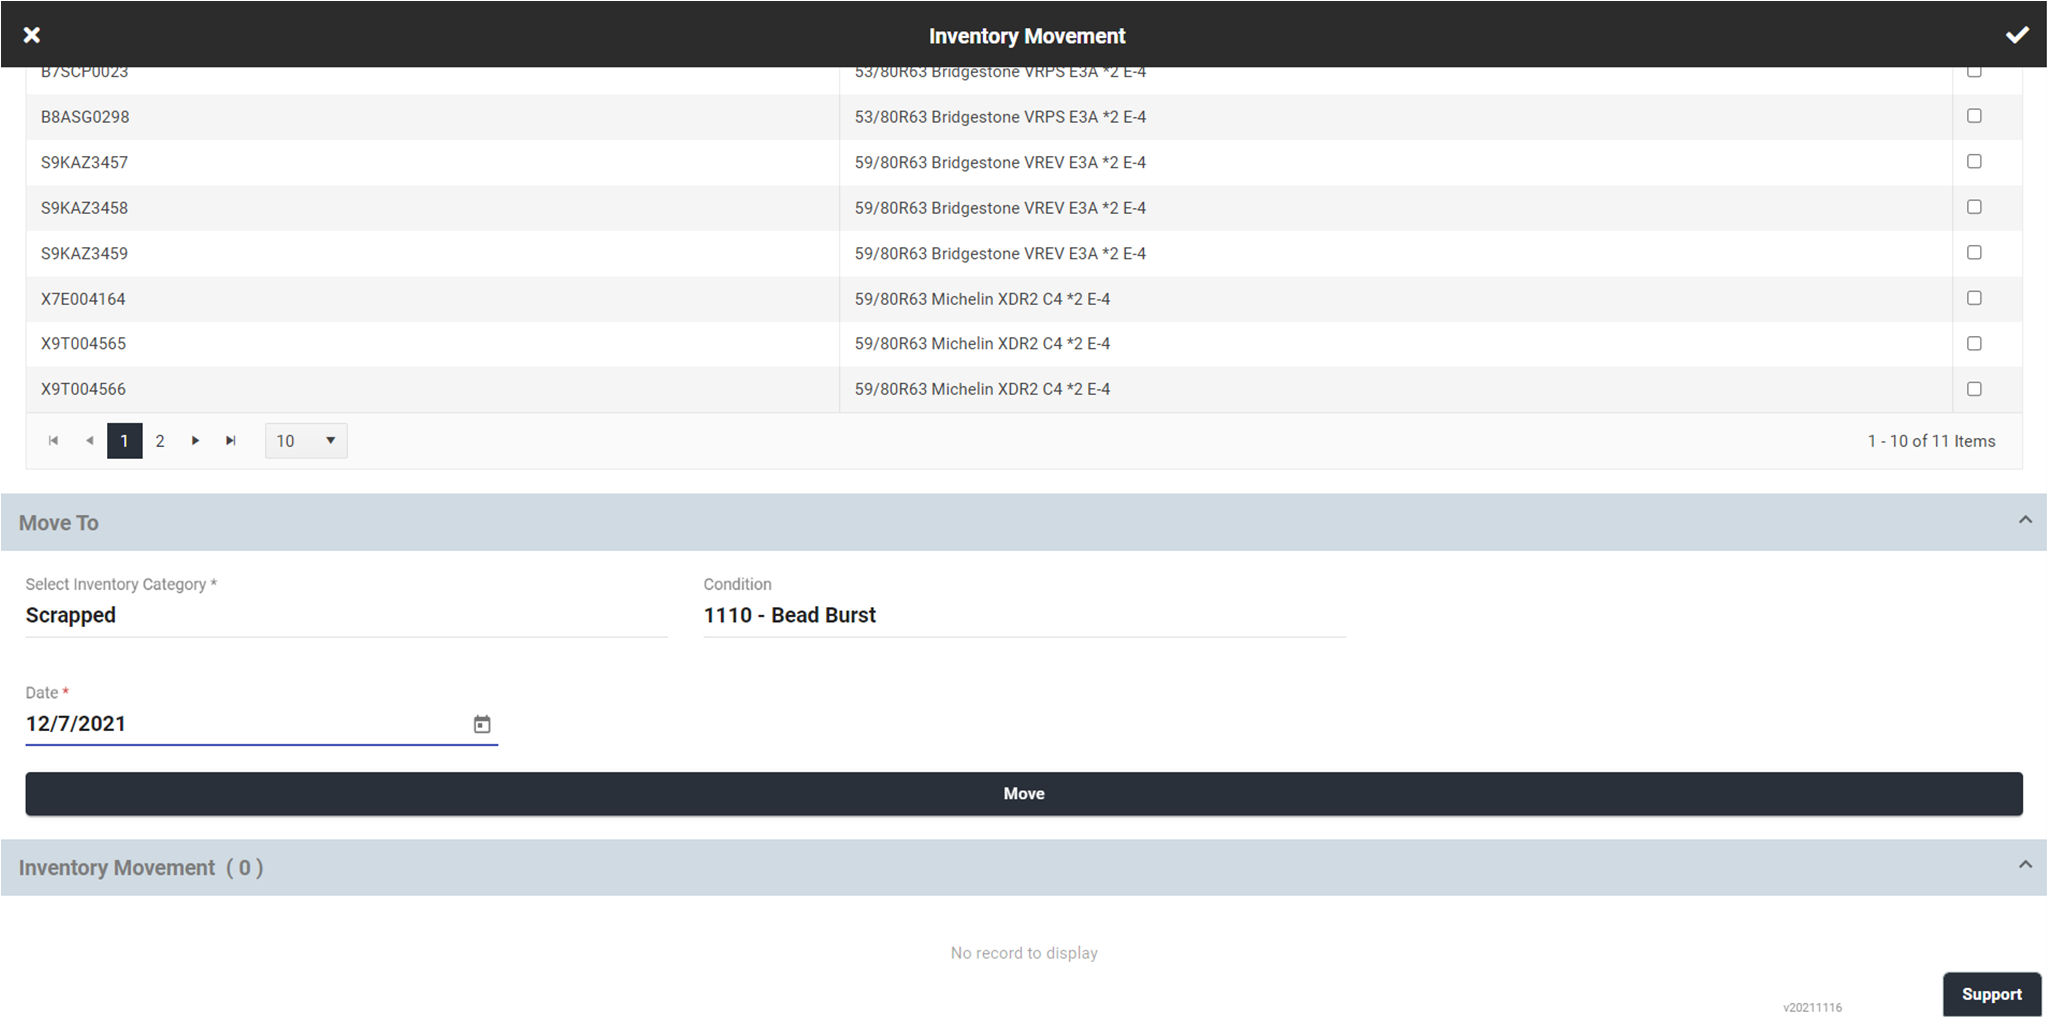 Inventory Movement
B7SCP0023 53/80R63 Bridgestone VRPS E3A *2 E-4
B8ASG0298 53/80R63 Bridgestone VRPS E3A *2 E-4
S9KAZ3457 59/80R63 Bridgestone VREV E3A *2 E-4
S9KAZ3458 59/80R63 Bridgestone VREV E3A *2 E-4
S9KAZ3459 59/80R63 Bridgestone VREV E3A *2 E-4
X7E004164 59/80R63 Michelin XDR2 C4 *2 E-4
X9T004565 59/80R63 Michelin XDR2 C4 *2 E-4
X9T004566 59/80R63 Michelin XDR2 C4 *2 E-4
1 2 10 1 - 10 of 11 Items
Move To
Select Inventory Category * Condition
Scrapped 1110 - Bead Burst
Date *
12/7/2021
Move
Inventory Movement ( 0 )
No record to display
Support
v20211116